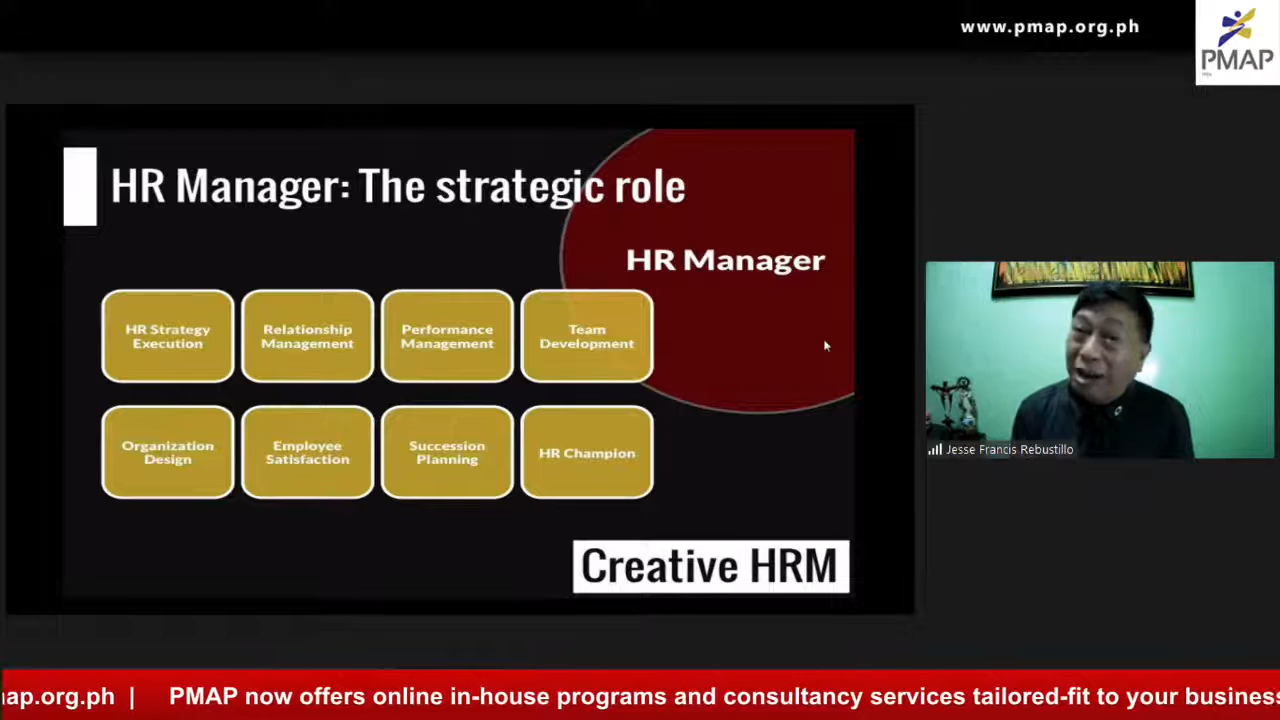 www.pmap.org.ph
PMAP
HR Manager: The strategic role
HR Manager
HR Strategy
Execution
Relationship
Management
Performance
Management
Team
Development
Organization
Design
Employee
Satisfaction
Succession
Planning
HR Champion
Creative HRM
Jesse Francis Rebustillo
ap.org.ph | PMAP now offers online in-house programs and consultancy services tailored-fit to your business